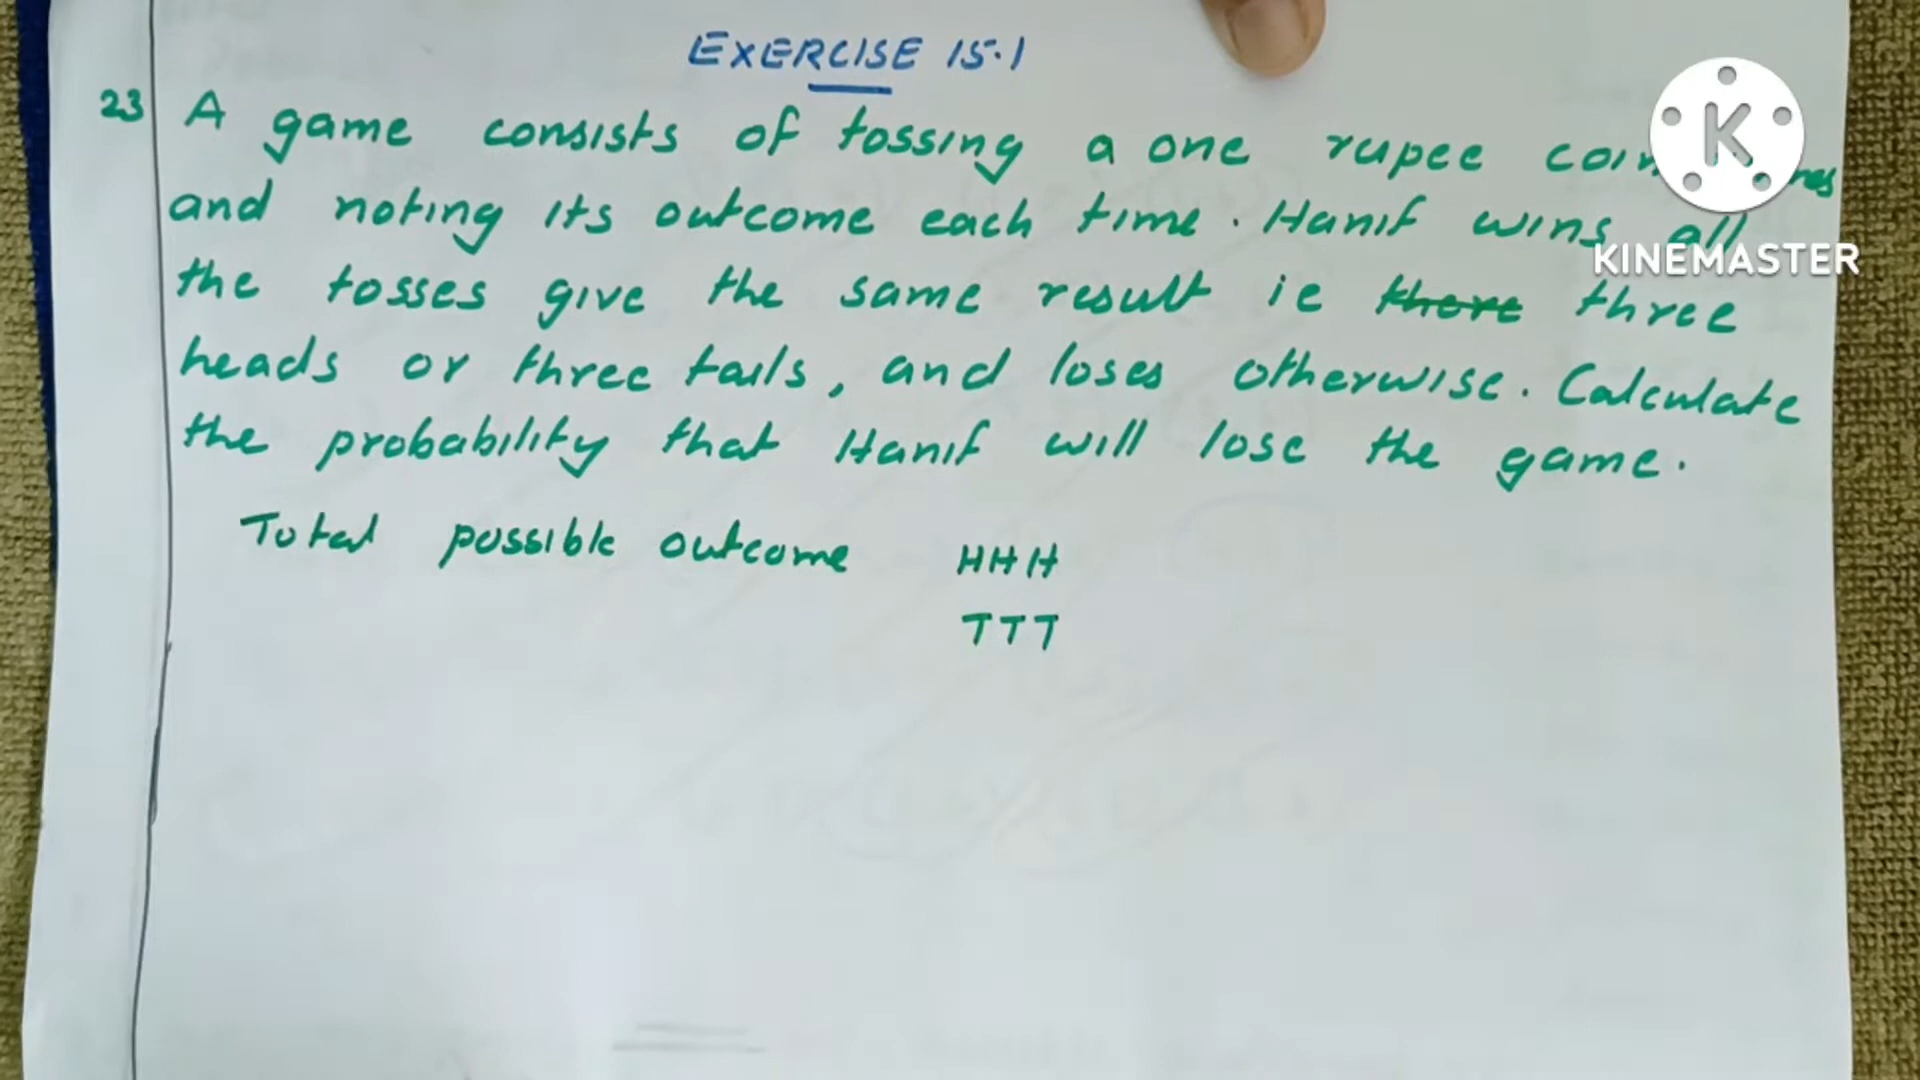 EXERCISE 15.1
23 A game consists of tossing a one rupee
and noting its outcome each time. Hanif wins all
the tosses give the same result ie there three
heads or three tails, and loses otherwise. Calculate
the probability that Hanif will lose the game.
Total possible outcome HHH
TTT
K
KINEMASTER